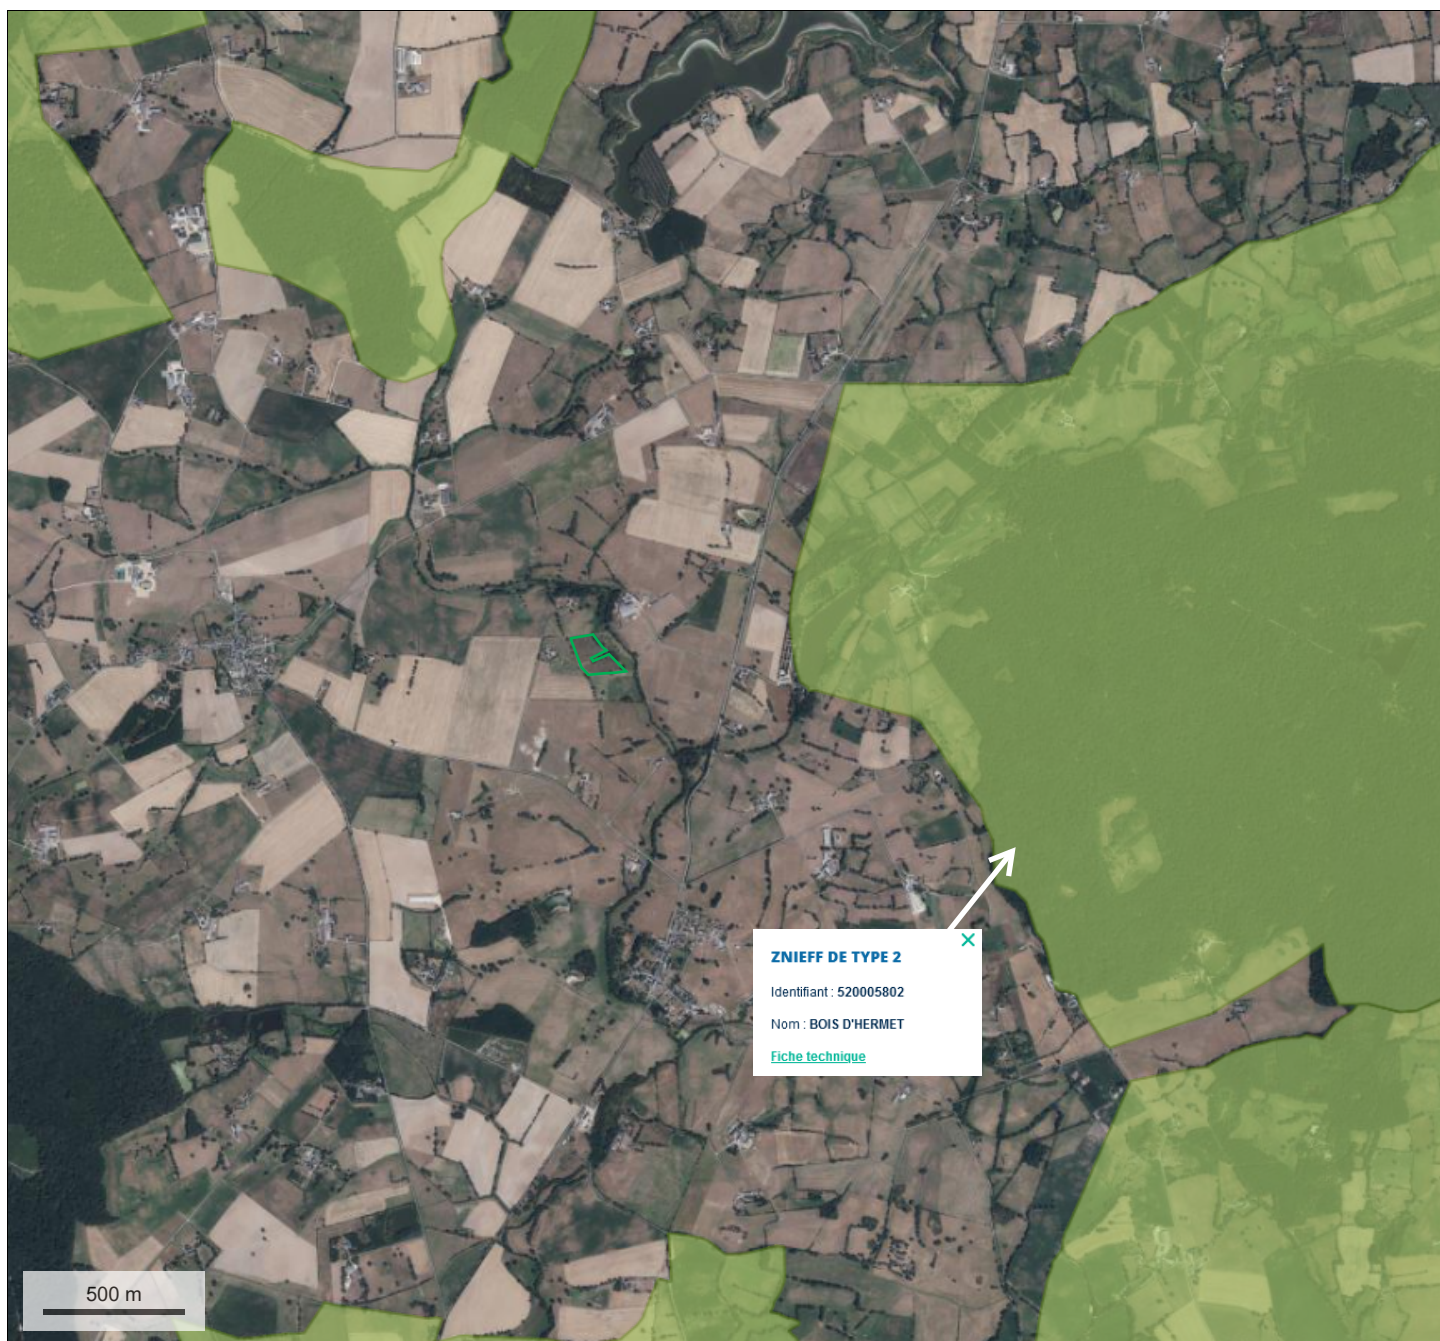 ZNIEFF DE TYPE 2
Identifiant : 520005802
Nom : BOIS D'HERMET
Fiche technique
500 m